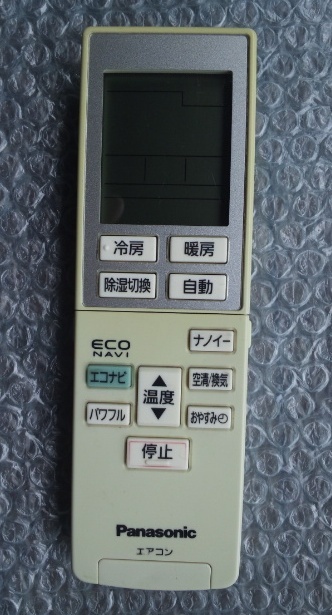 冷房 暖房
除湿切換 自動
ECO
NAVI
ナノイー
エコナビ
▲
温度
▼
空清/換気
パワフル
おやすみ
停止
Panasonic
エアコン